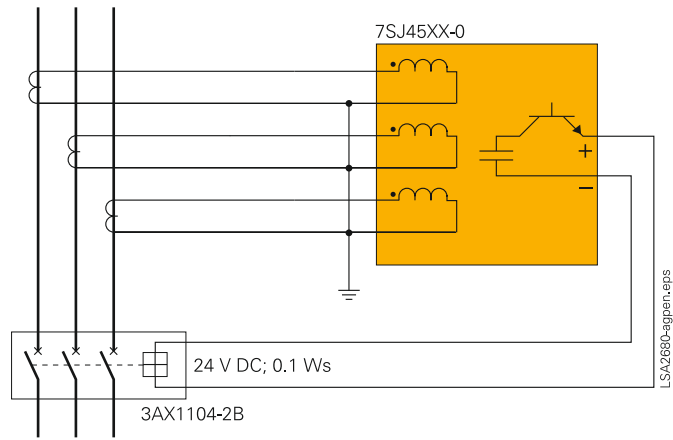 7SJ45XX-0
+
–
24 V DC; 0.1 Ws
3AX1104-2B
LSA2680-agpen.eps